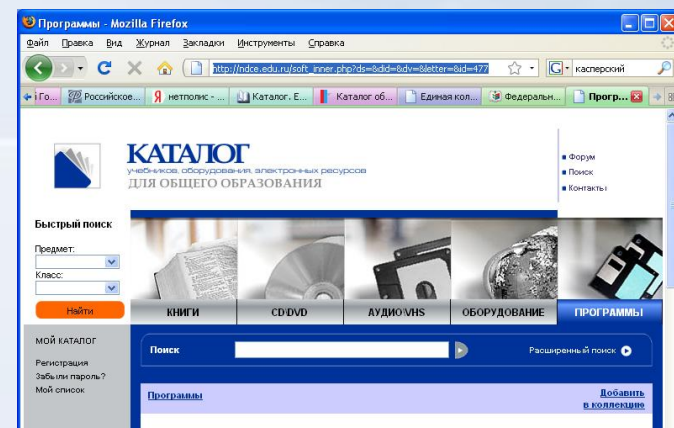 Программы - Mozilla Firefox
Файл Правка Вид Журнал Закладки Инструменты Справка
http://ndce.edu.ru/soft_inner.php?ds=&did=&dv=&letter=&id=477 касперский
Го... Российское... нетполис - ... Каталог. Е... Каталог об... Единая кол... Федеральн... Прогр...
КАТАЛОГ
учебников, оборудования, электронных ресурсов
ДЛЯ ОБЩЕГО ОБРАЗОВАНИЯ
Форум
Поиск
Контакты
Быстрый поиск
Предмет:
Класс:
Найти
КНИГИ CD\DVD АУДИО\VHS ОБОРУДОВАНИЕ ПРОГРАММЫ
МОЙ КАТАЛОГ
Регистрация
Забыли пароль?
Мой список
Поиск Расширенный поиск
Программы Добавить
в коллекцию